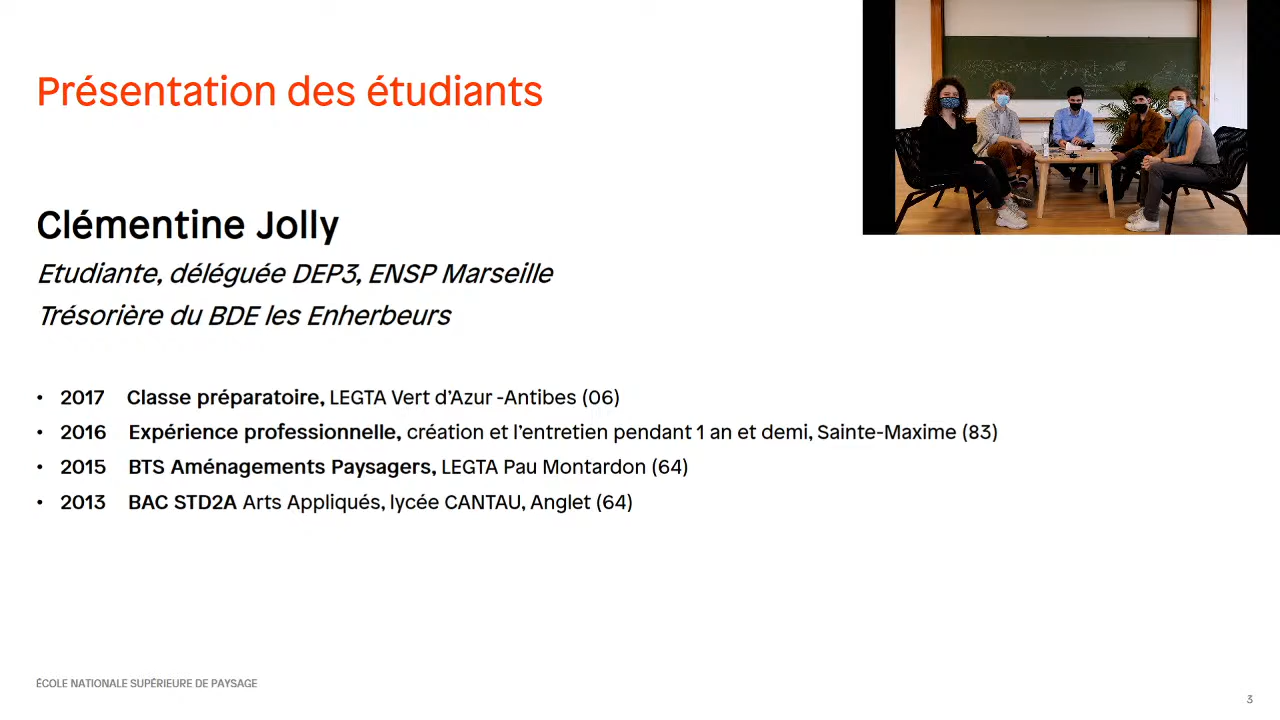 Présentation des étudiants
Clémentine Jolly
Etudiante, déléguée DEP3, ENSP Marseille
Trésorière du BDE les Enherbeurs
• 2017 Classe préparatoire, LEGTA Vert d'Azur -Antibes (06)
• 2016 Expérience professionnelle, création et l'entretien pendant 1 an et demi, Sainte-Maxime (83)
• 2015 BTS Aménagements Paysagers, LEGTA Pau Montardon (64)
• 2013 BAC STD2A Arts Appliqués, lycée CANTAU, Anglet (64)
ÉCOLE NATIONALE SUPÉRIEURE DE PAYSAGE
3